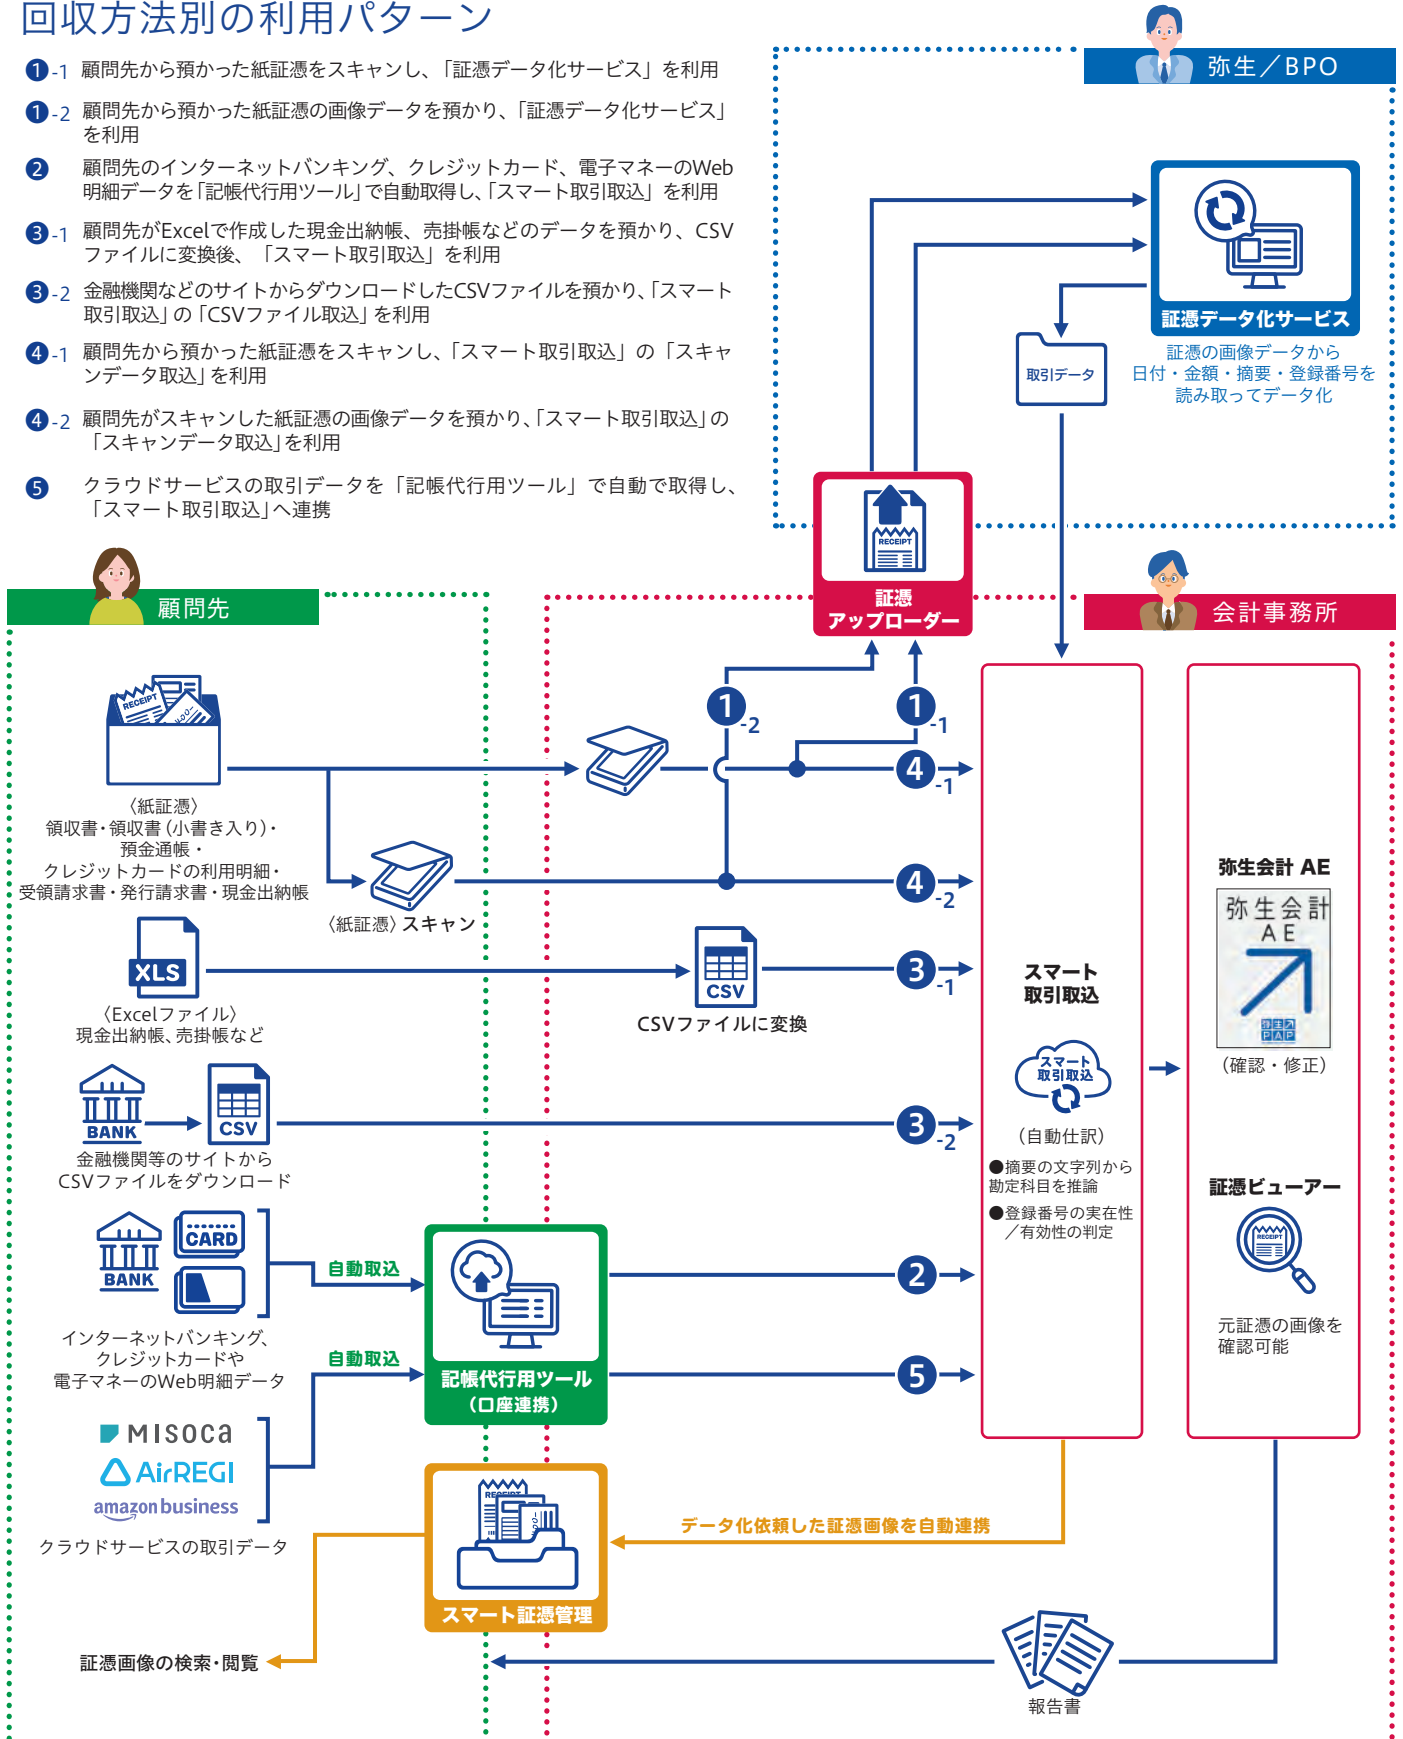 回収方法別の利用パターン
❶-1 顧問先から預かった紙証憑をスキャンし、「証憑データ化サービス」を利用
❶-2 顧問先から預かった紙証憑の画像データを預かり、「証憑データ化サービス」
を利用
❷ 顧問先のインターネットバンキング、クレジットカード、電子マネーのWeb
明細データを「記帳代行用ツール」で自動取得し、「スマート取引取込」を利用
❸-1 顧問先がExcelで作成した現金出納帳、売掛帳などのデータを預かり、CSV
ファイルに変換後、「スマート取引取込」を利用
❸-2 金融機関などのサイトからダウンロードしたCSVファイルを預かり、「スマート
取引取込」の「CSVファイル取込」を利用
❹-1 顧問先から預かった紙証憑をスキャンし、「スマート取引取込」の「スキャ
ンデータ取込」を利用
❹-2 顧問先がスキャンした紙証憑の画像データを預かり、「スマート取引取込」の
「スキャンデータ取込」を利用
❺ クラウドサービスの取引データを「記帳代行用ツール」で自動で取得し、
「スマート取引取込」へ連携
弥生／BPO
証憑データ化サービス
証憑の画像データから
日付・金額・摘要・登録番号を
読み取ってデータ化
取引データ
RECEIPT
証憑
アップローダー
顧問先
会計事務所
RECEIPT
〈紙証憑〉
領収書・領収書（小書き入り）・
預金通帳・
クレジットカードの利用明細・
受領請求書・発行請求書・現金出納帳
〈紙証憑〉スキャン
❶-2
❶-1
❹-1
❹-2
XLS
〈Excelファイル〉
現金出納帳、売掛帳など
CSV
CSVファイルに変換
❸-1
BANK
CSV
金融機関等のサイトから
CSVファイルをダウンロード
❸-2
BANK
CARD
インターネットバンキング、
クレジットカードや
電子マネーのWeb明細データ
自動取込
自動取込
記帳代行用ツール
（口座連携）
❷
❺
MISOCA
AirREGI
amazon business
クラウドサービスの取引データ
スマート
取引取込
スマート
取引取込
（自動仕訳）
●摘要の文字列から
勘定科目を推論
●登録番号の実在性
／有効性の判定
弥生会計 AE
弥生会計
AE
弥生
PAP
（確認・修正）
証憑ビューアー
RECEIPT
元証憑の画像を
確認可能
データ化依頼した証憑画像を自動連携
RECEIPT
スマート証憑管理
証憑画像の検索・閲覧
報告書